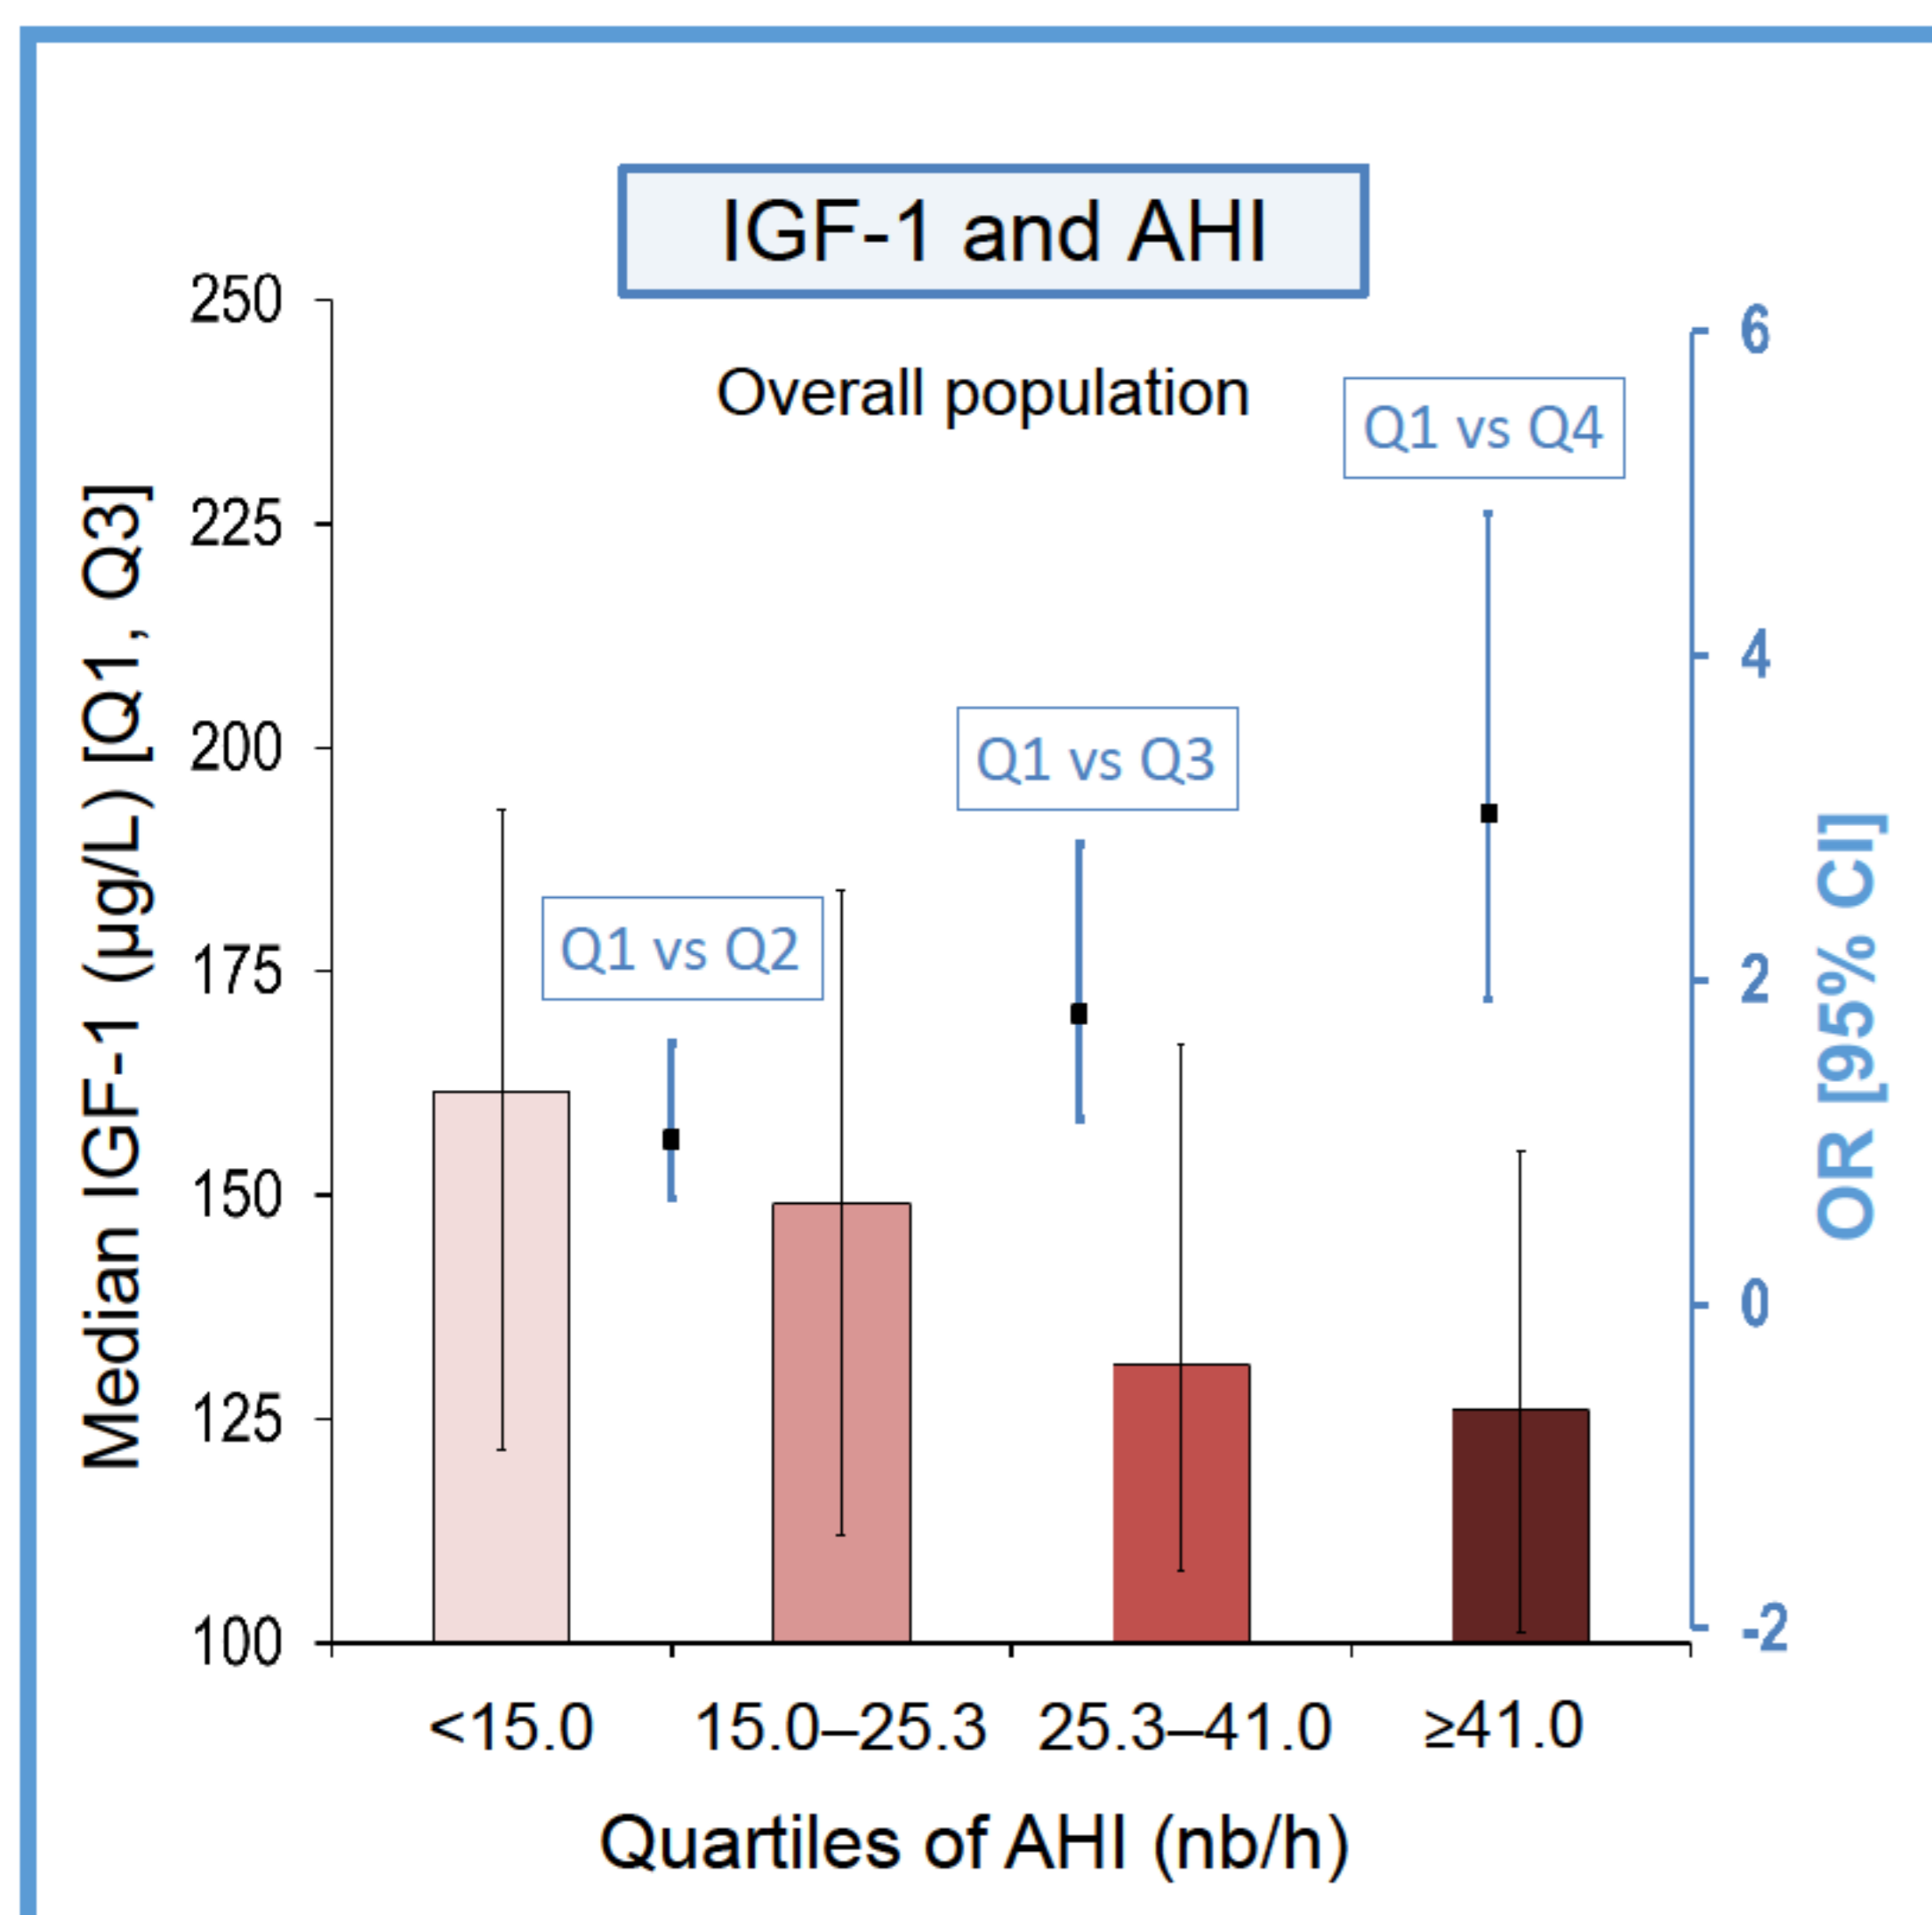 IGF-1 and AHI
Overall population
Median IGF-1 (µg/L) [Q1, Q3]
250
225
200
175
150
125
100
Q1 vs Q2
Q1 vs Q3
Q1 vs Q4
6
4
2
0
-2
OR [95% CI]
<15.0
15.0–25.3
25.3–41.0
≥41.0
Quartiles of AHI (nb/h)